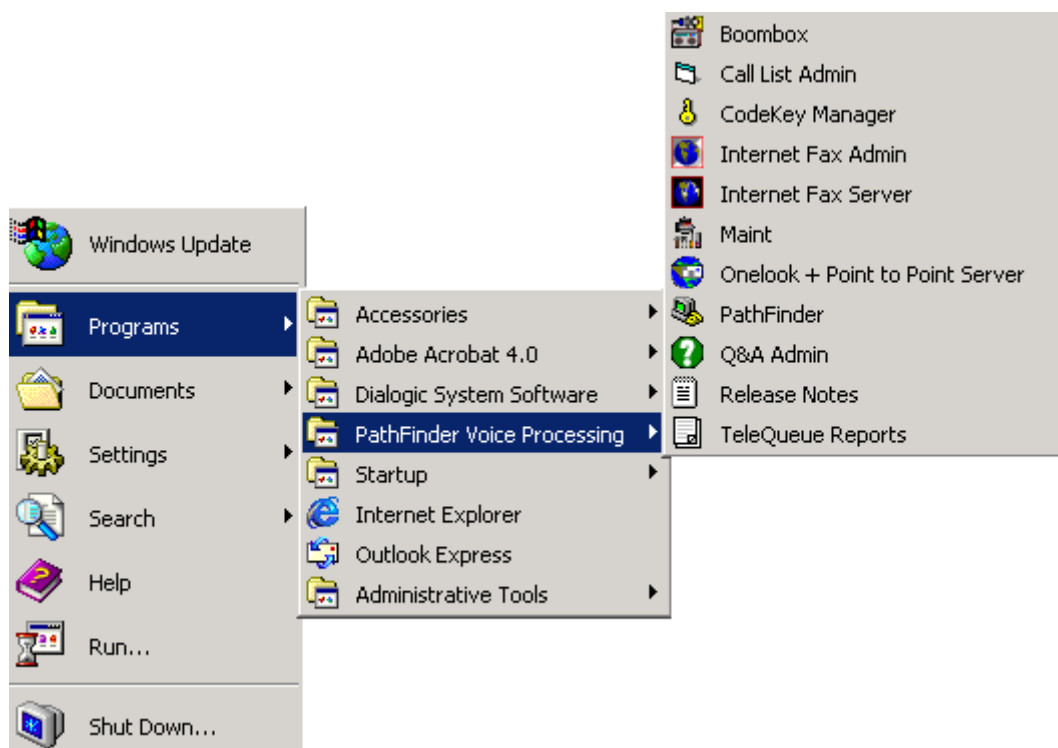 Windows Update
Programs
Documents
Settings
Search
Help
Run...
Shut Down...
Accessories
Adobe Acrobat 4.0
Dialogic System Software
PathFinder Voice Processing
Startup
Internet Explorer
Outlook Express
Administrative Tools
Boombox
Call List Admin
CodeKey Manager
Internet Fax Admin
Internet Fax Server
Maint
Onelook + Point to Point Server
PathFinder
Q&A Admin
Release Notes
TeleQueue Reports